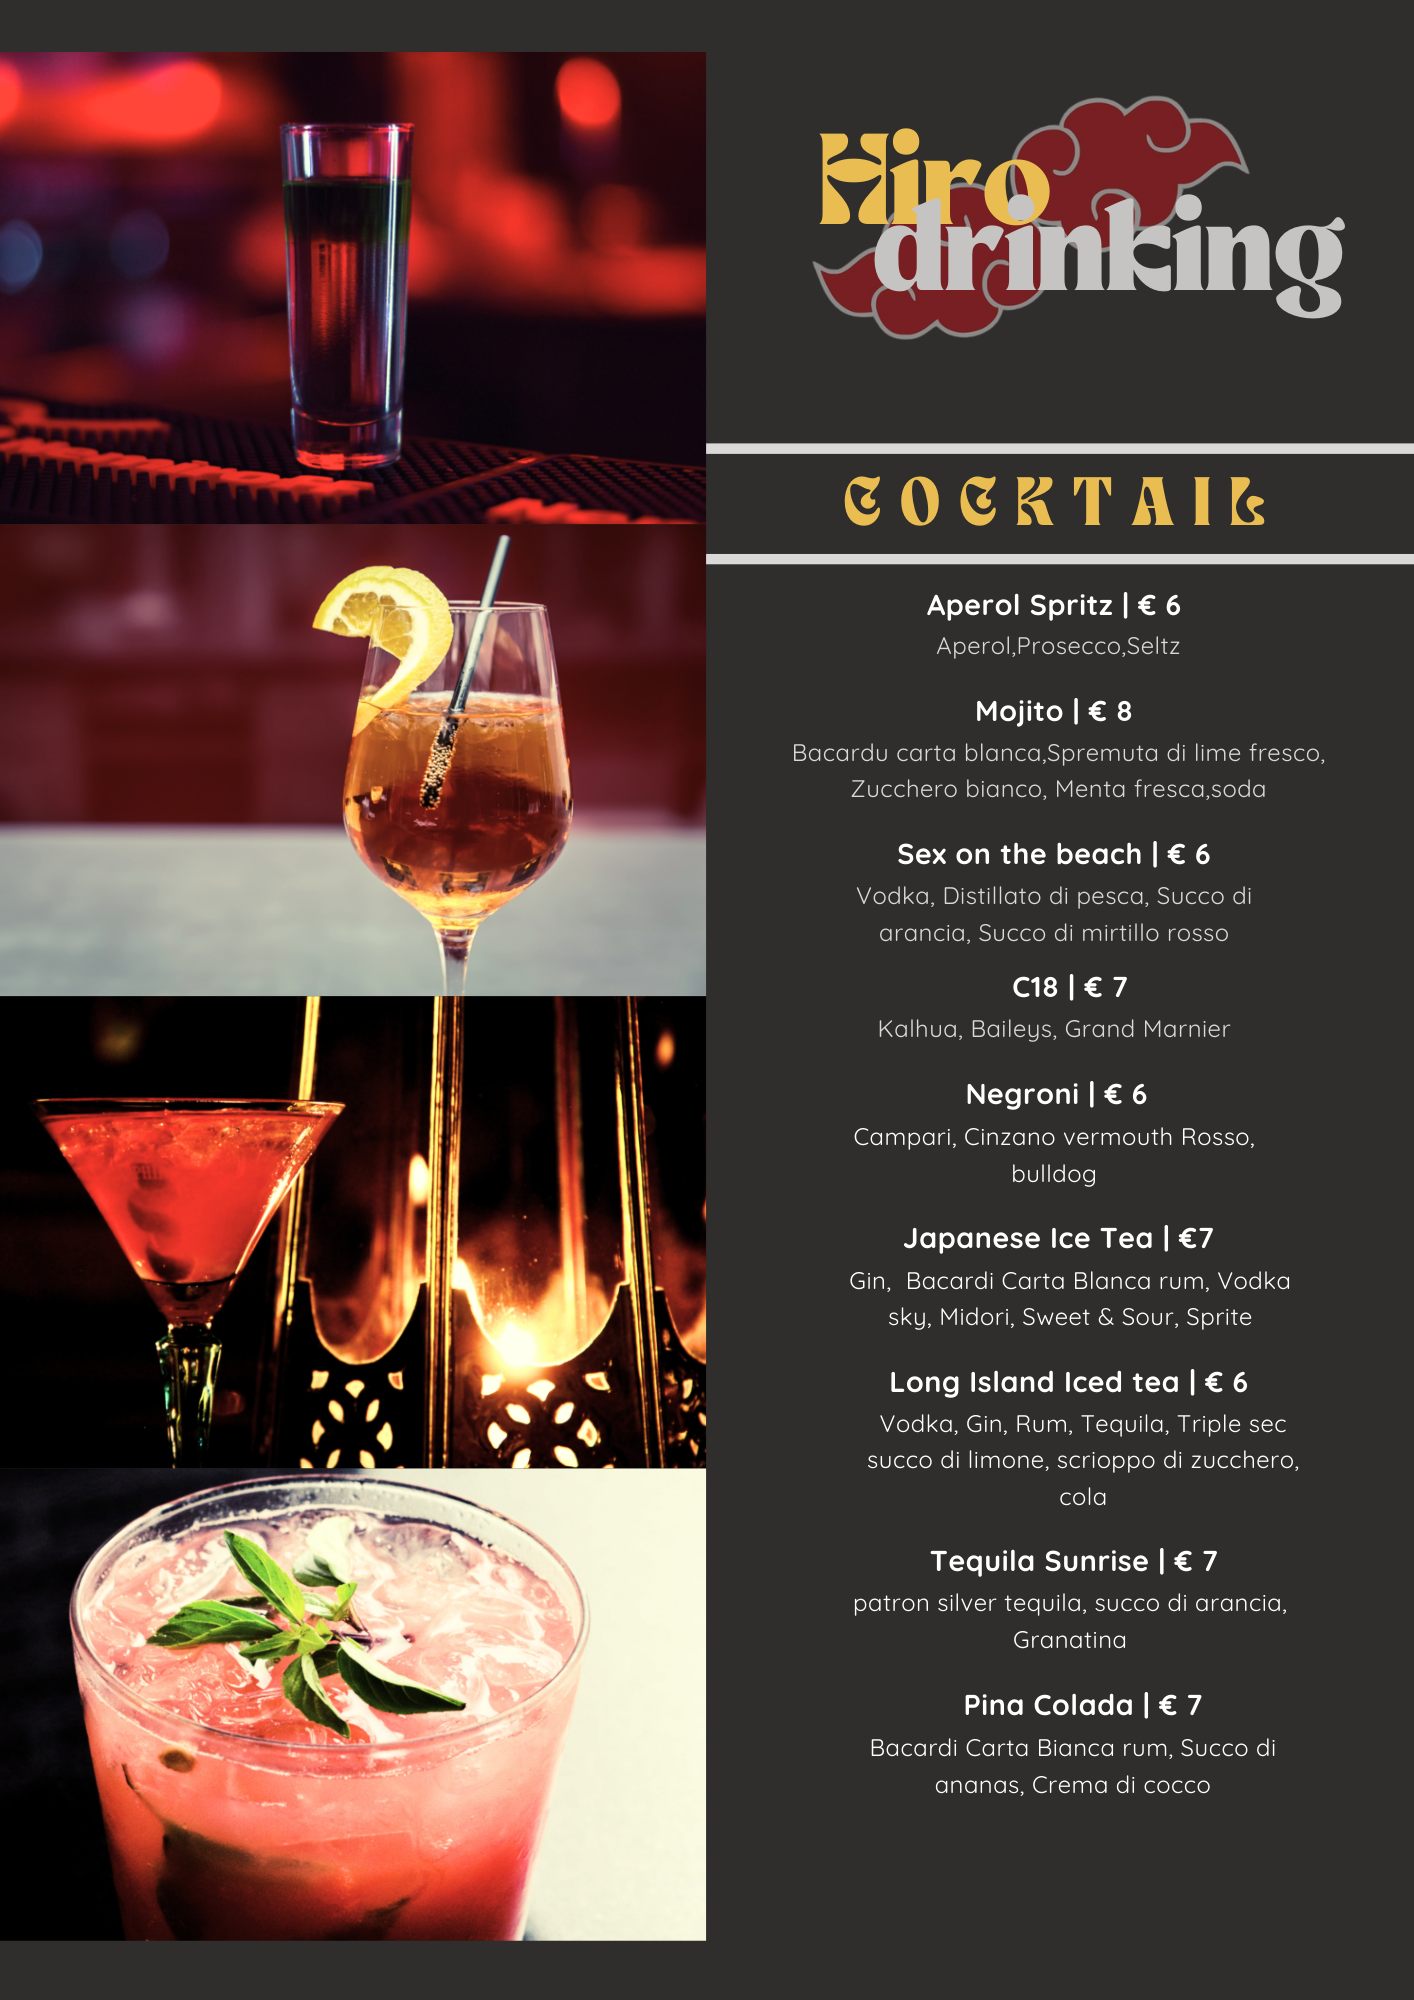 Hiro
drinking
COCKTAIL
Aperol Spritz | € 6
Aperol,Prosecco,Seltz
Mojito | € 8
Bacardu carta blanca,Spremuta di lime fresco,
Zucchero bianco, Menta fresca,soda
Sex on the beach | € 6
Vodka, Distillato di pesca, Succo di
arancia, Succo di mirtillo rosso
C18 | € 7
Kalhua, Baileys, Grand Marnier
Negroni | € 6
Campari, Cinzano vermouth Rosso,
bulldog
Japanese Ice Tea | €7
Gin,  Bacardi Carta Blanca rum, Vodka
sky, Midori, Sweet & Sour, Sprite
Long Island Iced tea | € 6
Vodka, Gin, Rum, Tequila, Triple sec
succo di limone, scrioppo di zucchero,
cola
Tequila Sunrise | € 7
patron silver tequila, succo di arancia,
Granatina
Pina Colada | € 7
Bacardi Carta Bianca rum, Succo di
ananas, Crema di cocco